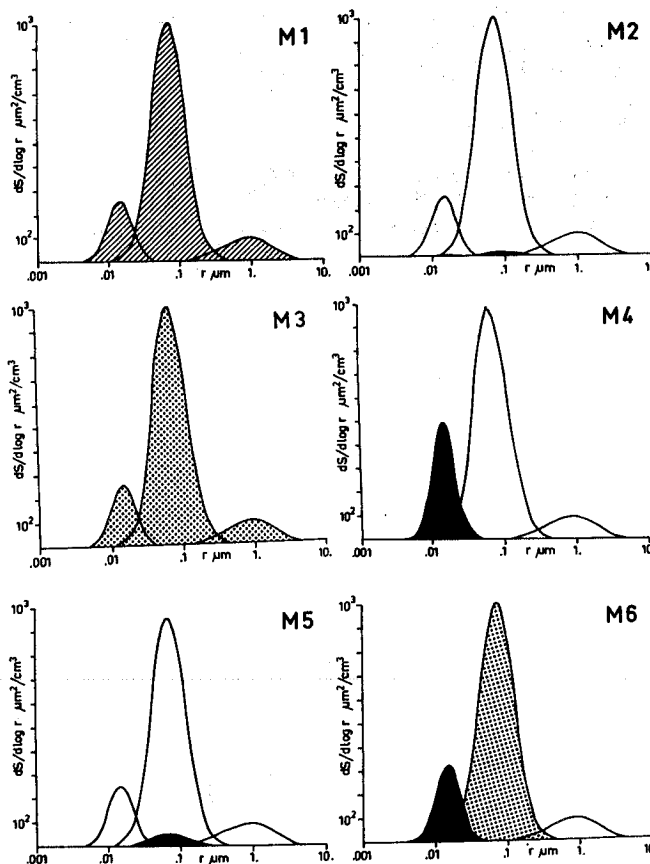 M1
10³
10²
dS/dlog r µm²/cm³
.001 .01 .1 1. 10.
r µm
M2
10³
10²
dS/dlog r µm²/cm³
.001 .01 .1 1.
r µm
M3
10³
10²
dS/dlog r µm²/cm³
.001 .01 .1 1. 10.
r µm
M4
10³
10²
dS/dlog r µm²/cm³
.001 .01 .1 1. 10.
r µm
M5
10³
10²
dS/dlog r µm²/cm³
.001 .01 .1 1. 10.
r µm
M6
10³
10²
dS/dlog r µm²/cm³
.001 .01 .1 1. 10.
r µm